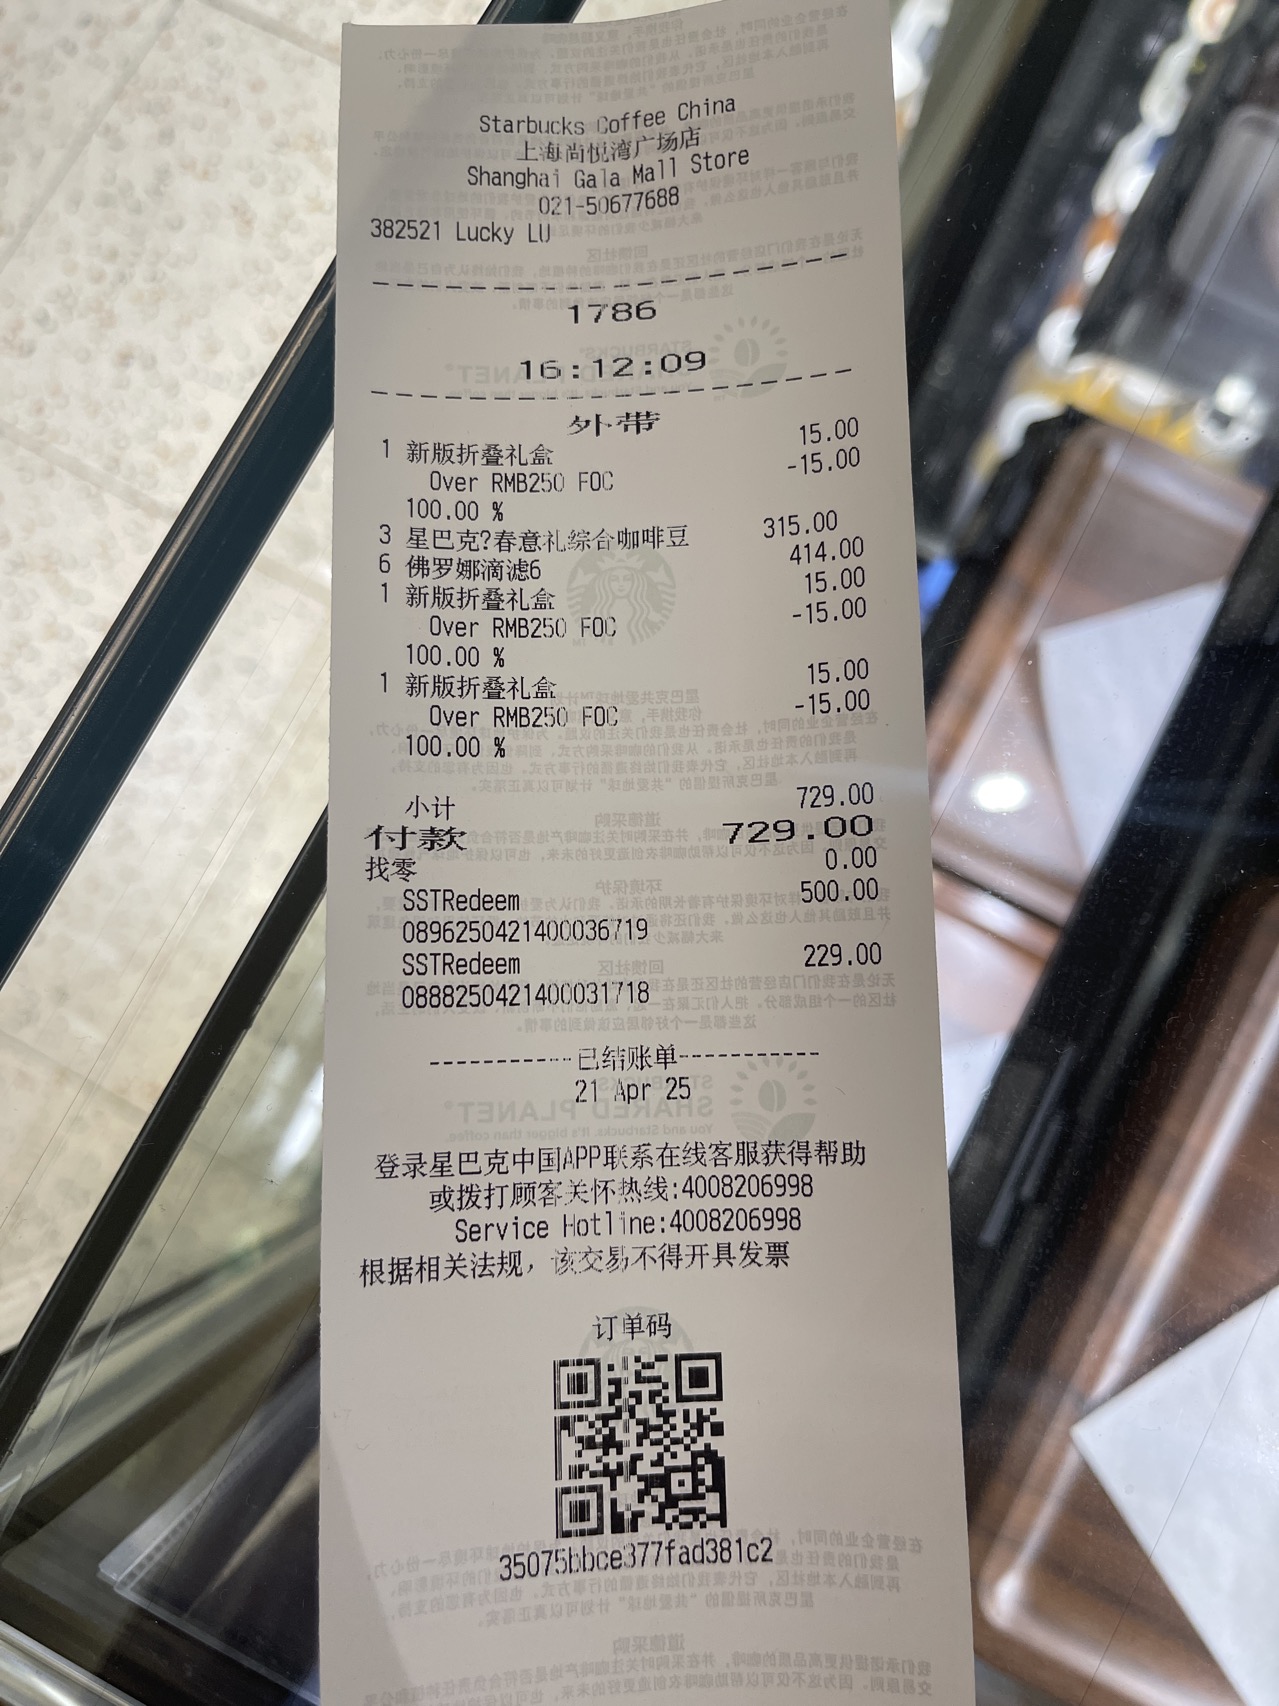 Starbucks Coffee China
上海尚悦湾广场店
Shanghai Gala Mall Store
021-50677688
382521 Lucky LU
1786
16:12:09
外带
1 新版折叠礼盒 15.00
Over RMB250 FOC -15.00
100.00 %
3 星巴克?春意礼综合咖啡豆 315.00
6 佛罗娜滴滤6 414.00
1 新版折叠礼盒 15.00
Over RMB250 FOC -15.00
100.00 %
1 新版折叠礼盒 15.00
Over RMB250 FOC -15.00
100.00 %
小计 729.00
付款 729.00
找零 0.00
SSTRedeem 500.00
0896250421400036719
SSTRedeem 229.00
0888250421400031718
-----------已结账单-----------
21 Apr 25
登录星巴克中国APP联系在线客服获得帮助
或拨打顾客关怀热线:4008206998
Service Hotline:4008206998
根据相关法规，该交易不得开具发票
订单码
35075bbce377fad381c2